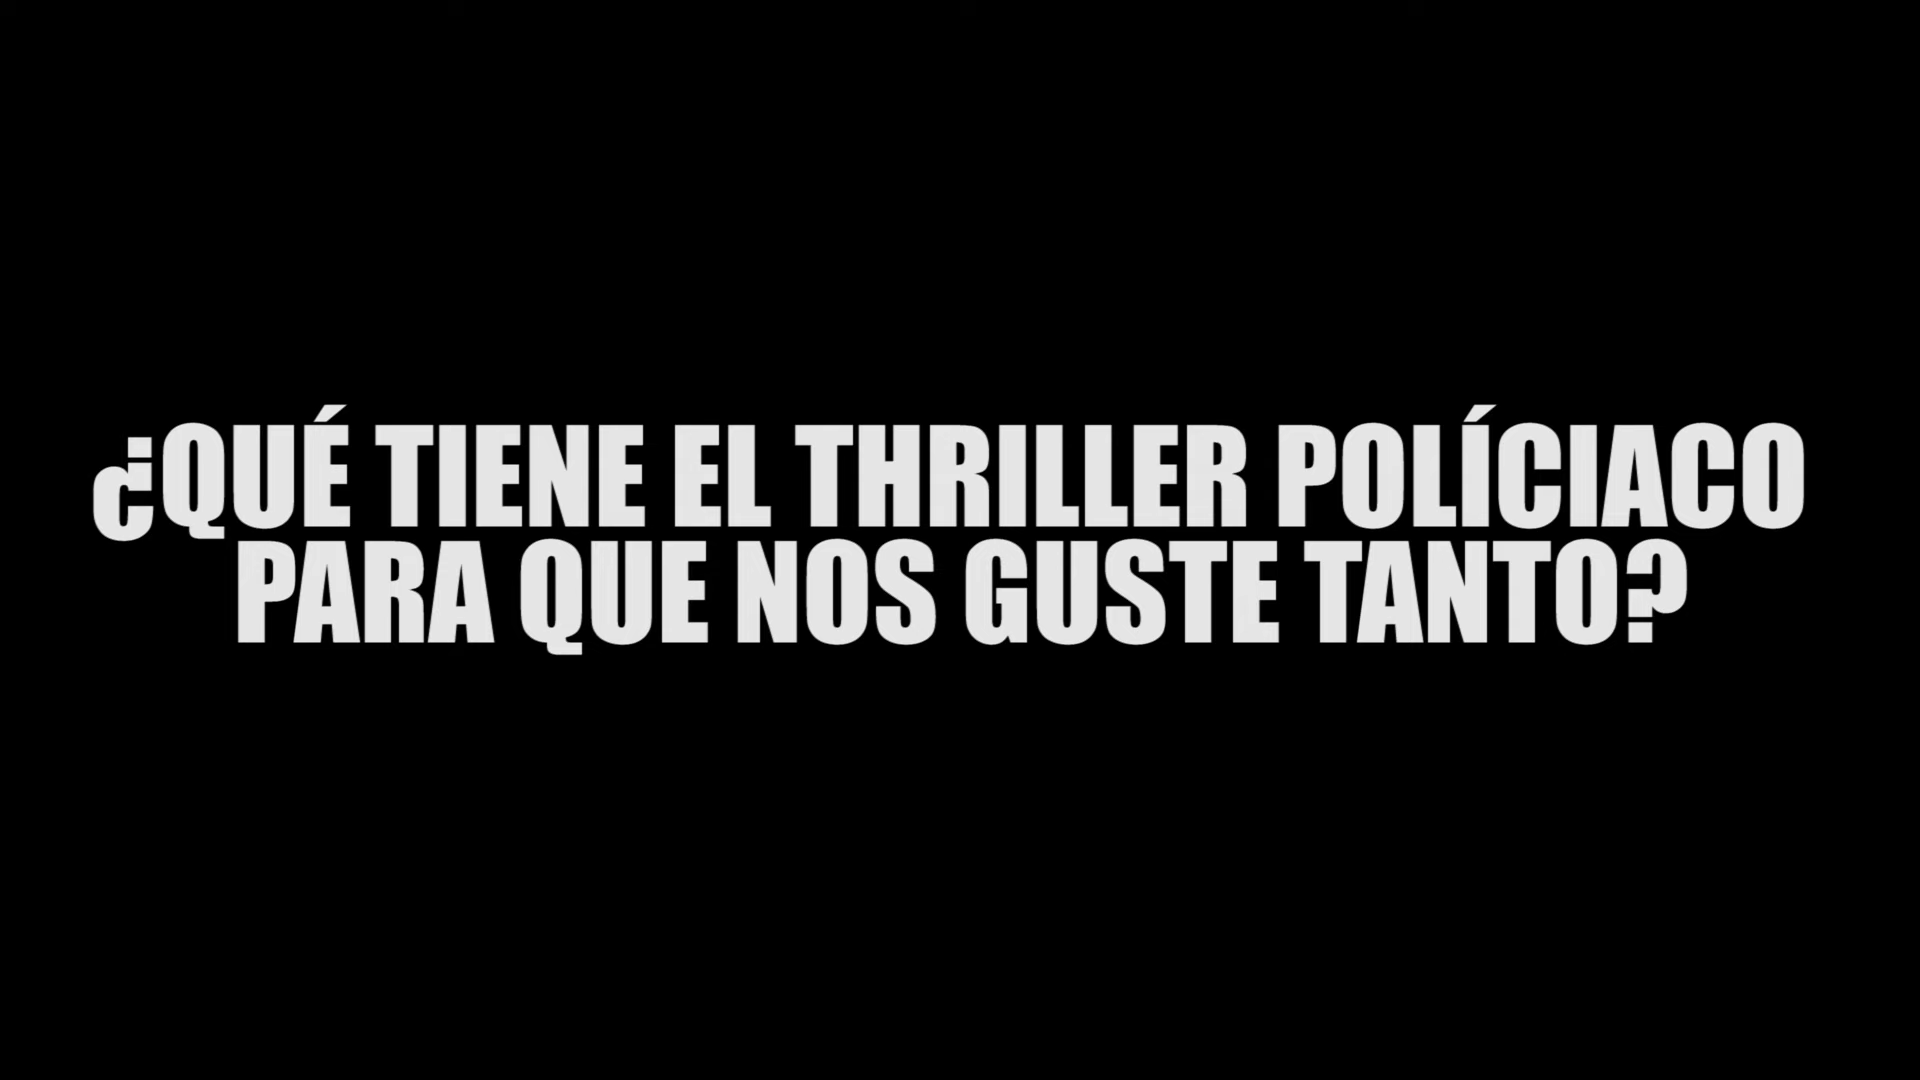 ¿QUÉ TIENE EL THRILLER POLÍCIACO
PARA QUE NOS GUSTE TANTO?